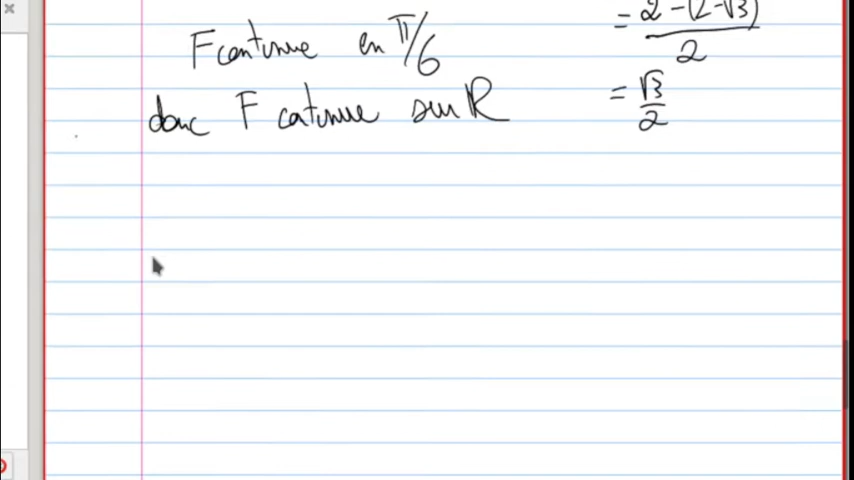 = 2 - (2 - √3) / 2
F continue en π/6
donc F continue sur ℝ
= √3/2